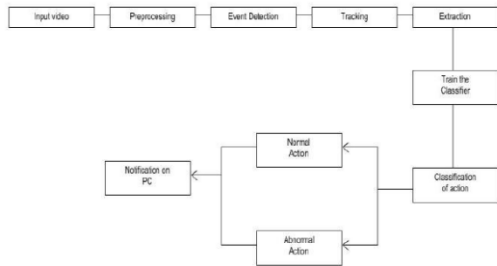 Input video
Preprocessing
Event Detection
Tracking
Extraction
Train the
Classifier
Normal
Action
Notification on
PC
Classification
of action
Abnormal
Action